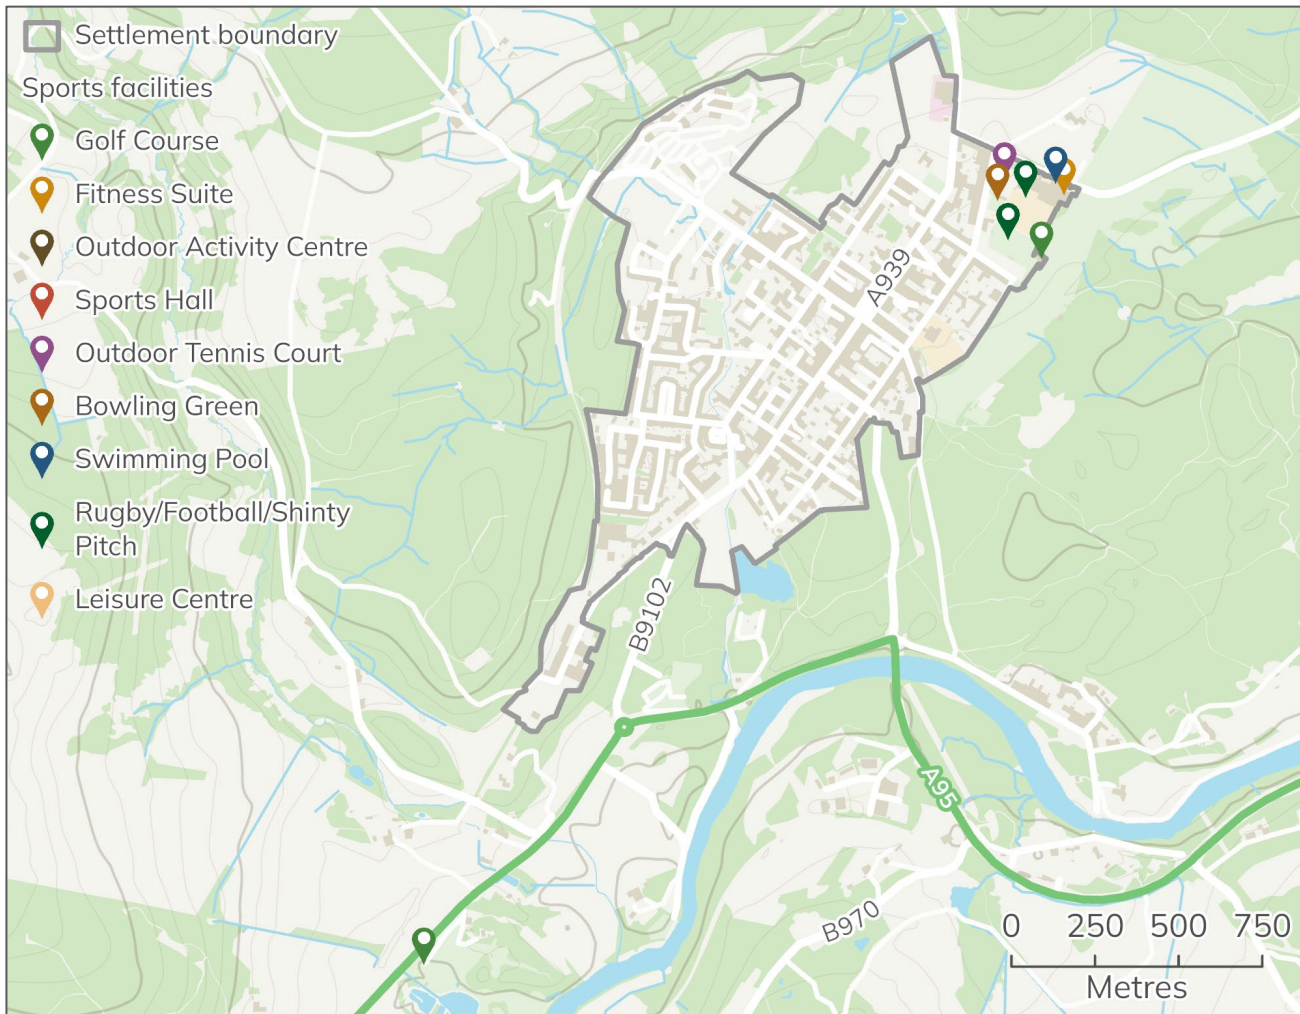 Settlement boundary
Sports facilities
Golf Course
Fitness Suite
Outdoor Activity Centre
Sports Hall
Outdoor Tennis Court
Bowling Green
Swimming Pool
Rugby/Football/Shinty
Pitch
Leisure Centre
A939
B9102
A95
B970
0 250 500 750
Metres